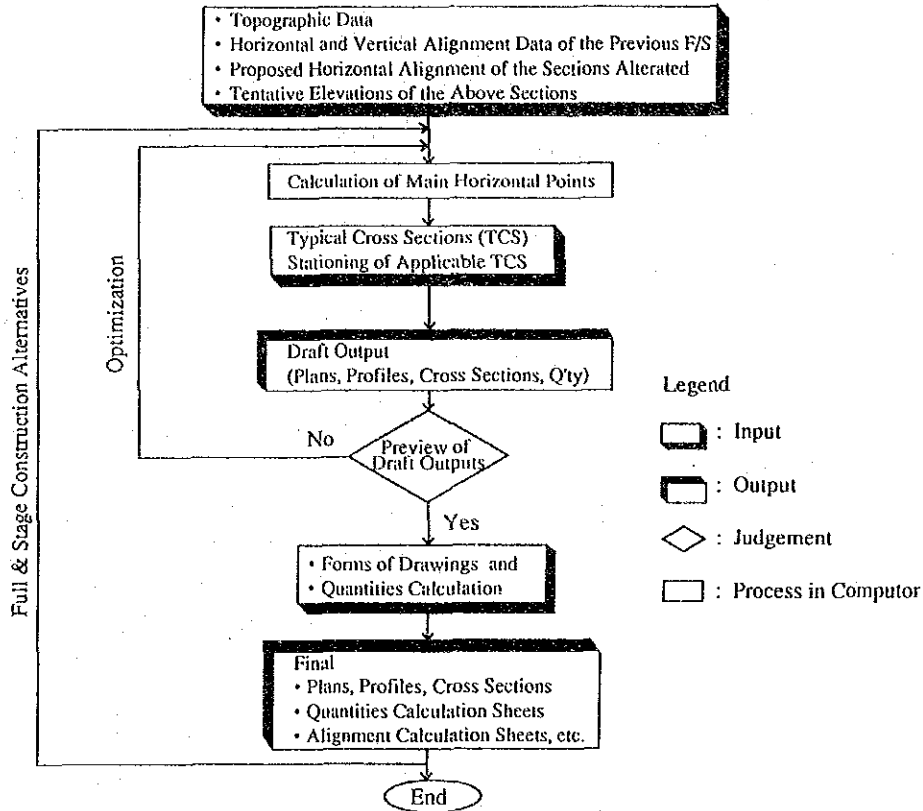 • Topographic Data
• Horizontal and Vertical Alignment Data of the Previous F/S
• Proposed Horizontal Alignment of the Sections Alterated
• Tentative Elevations of the Above Sections
Calculation of Main Horizontal Points
Typical Cross Sections (TCS)
Stationing of Applicable TCS
Draft Output
(Plans, Profiles, Cross Sections, Q'ty)
Preview of
Draft Outputs
No
Yes
• Forms of Drawings and
• Quantities Calculation
Final
• Plans, Profiles, Cross Sections
• Quantities Calculation Sheets
• Alignment Calculation Sheets, etc.
End
Optimization
Full & Stage Construction Alternatives
Legend
: Input
: Output
: Judgement
: Process in Computor